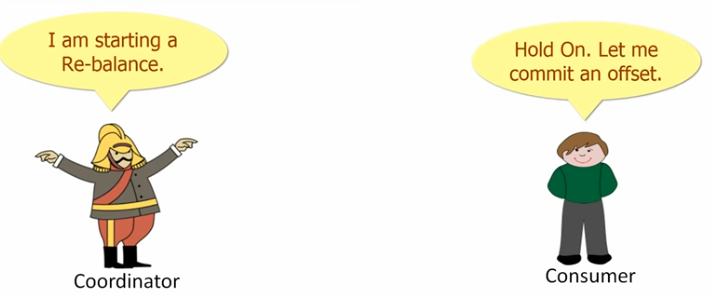 I am starting a
Re-balance.
Hold On. Let me
commit an offset.
Coordinator
Consumer